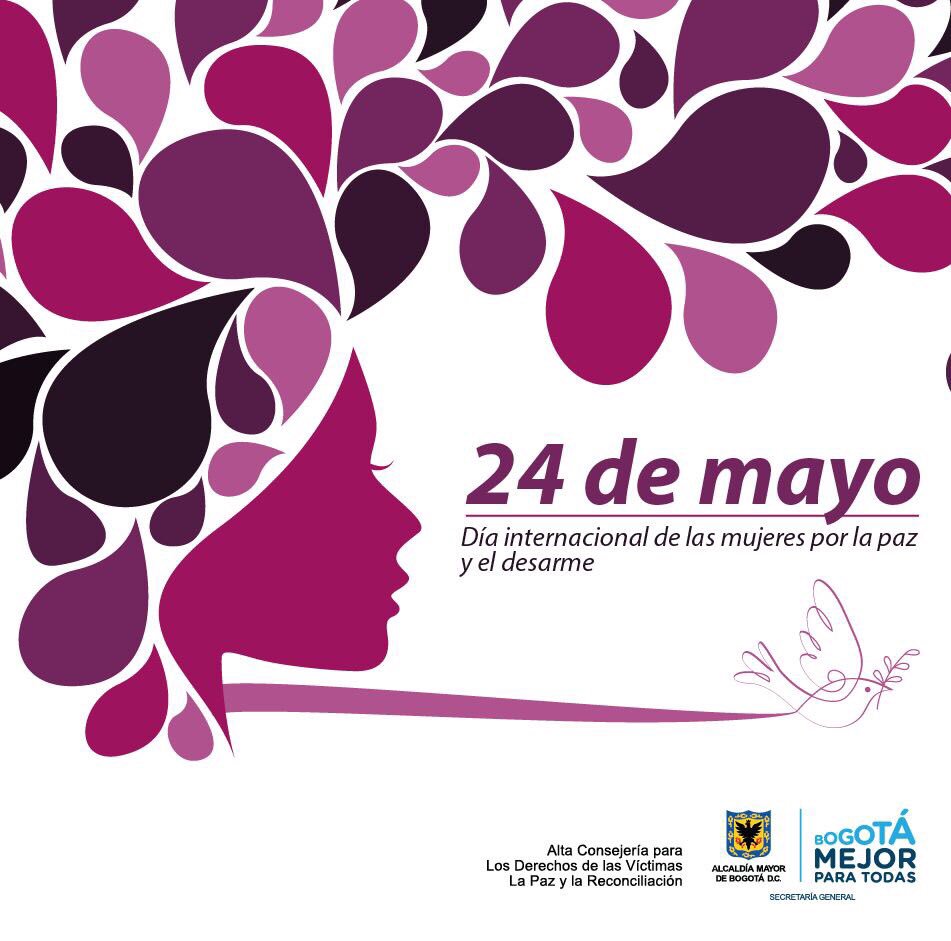 24 de mayo
Día internacional de las mujeres por la paz
y el desarme
Alta Consejería para
Los Derechos de las Víctimas
La Paz y la Reconciliación
ALCALDÍA MAYOR
DE BOGOTÁ D.C.
BOGOTÁ
MEJOR
PARA TODAS
SECRETARÍA GENERAL